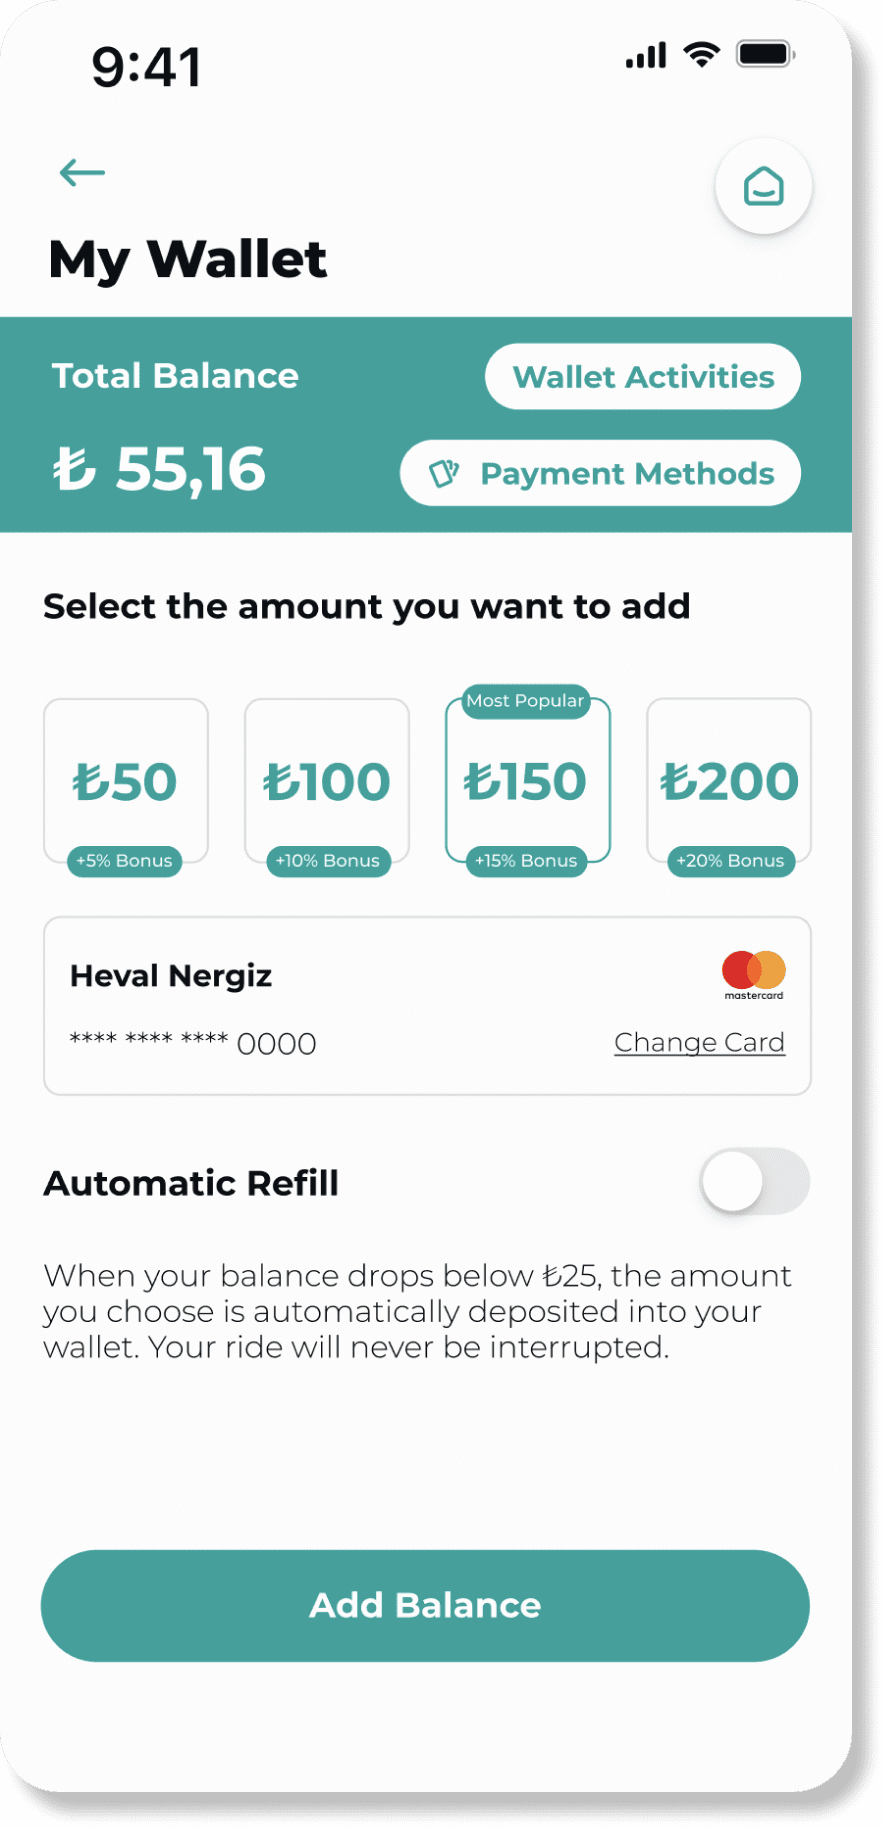 9:41
My Wallet
Total Balance
Wallet Activities
₺ 55,16
Payment Methods
Select the amount you want to add
Most Popular
₺50 ₺100 ₺150 ₺200
+5% Bonus +10% Bonus +15% Bonus +20% Bonus
Heval Nergiz
mastercard
**** **** **** 0000
Change Card
Automatic Refill
When your balance drops below ₺25, the amount
you choose is automatically deposited into your
wallet. Your ride will never be interrupted.
Add Balance